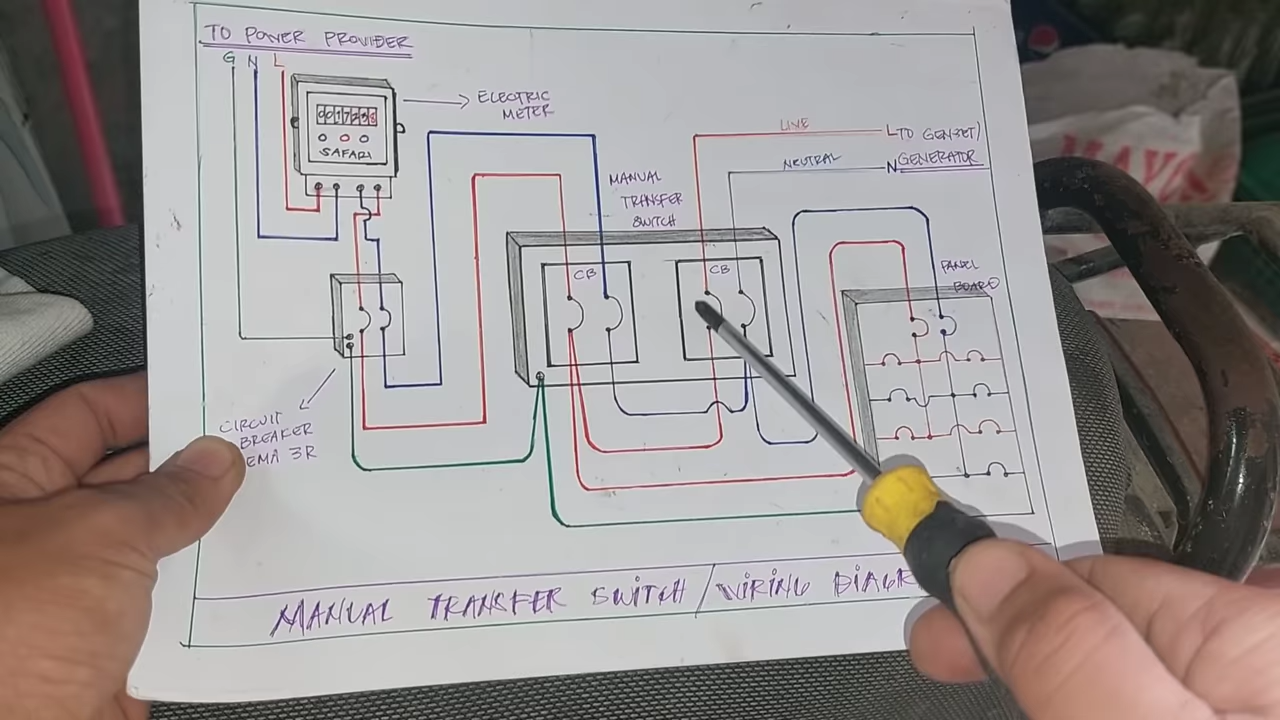 TO POWER PROVIDER
G N L
ELECTRIC
METER
SAFARI
LIVE
L TO GENSET)
NEUTRAL
N GENERATOR
MANUAL
TRANSFER
SWITCH
CB
CB
PANEL
BOARD
CIRCUIT
BREAKER
EMA 3R
MANUAL TRANSFER SWITCH / WIRING DIAGR